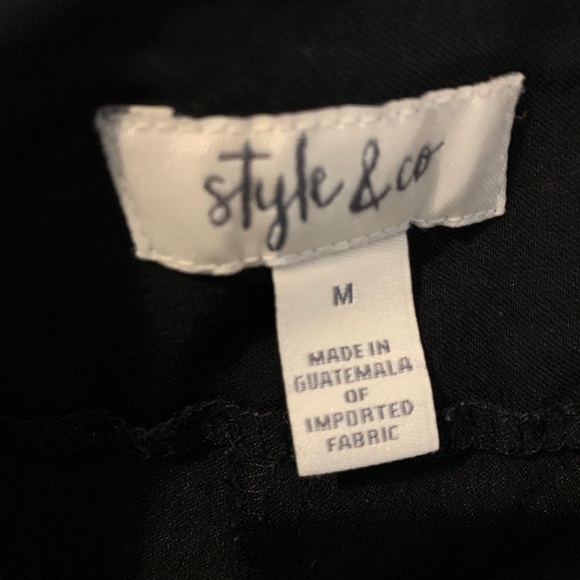 style & co
M
MADE IN
GUATEMALA
OF
IMPORTED
FABRIC